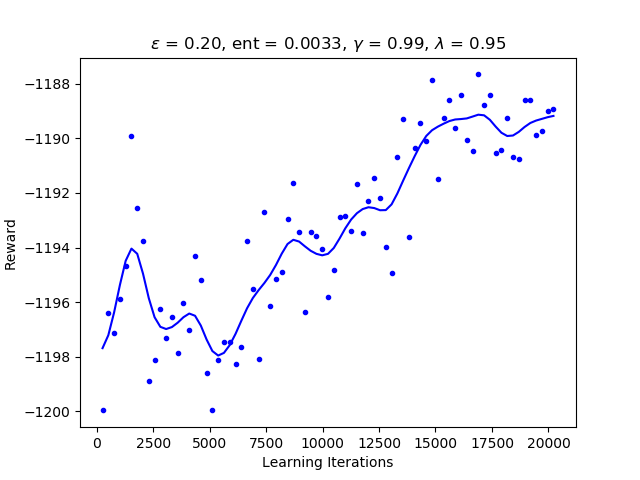 ε = 0.20, ent = 0.0033, γ = 0.99, λ = 0.95
−1188
−1190
−1192
−1194
−1196
−1198
−1200
Reward
0 2500 5000 7500 10000 12500 15000 17500 20000
Learning Iterations